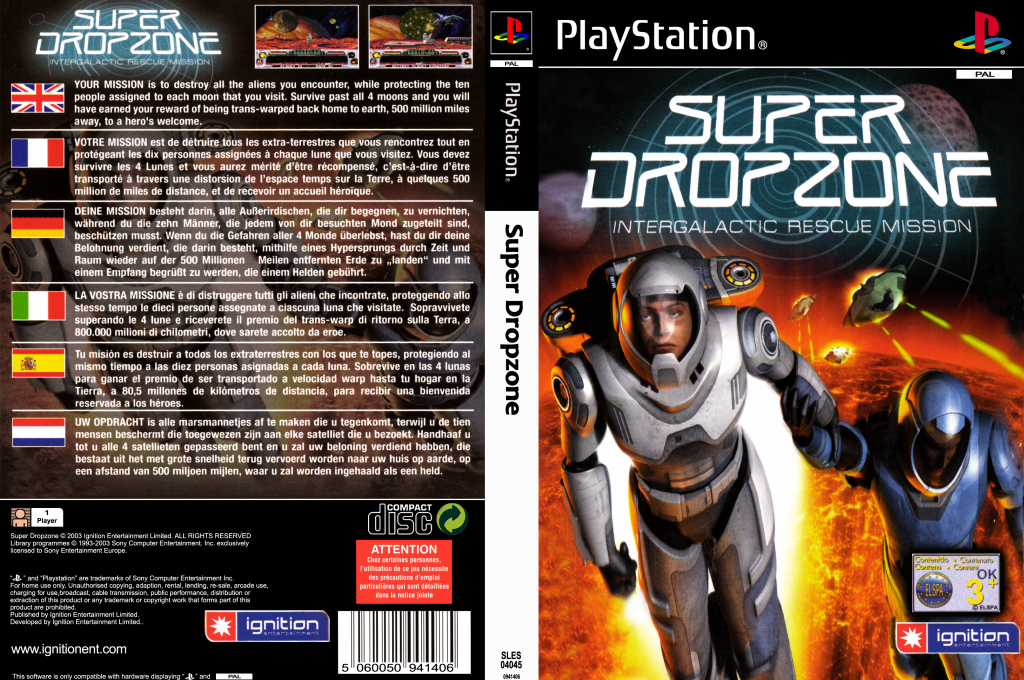 SUPER
DROPZONE
INTERGALACTIC RESCUE MISSION
YOUR MISSION is to destroy all the aliens you encounter, while protecting the ten
people assigned to each moon that you visit. Survive past all 4 moons and you will
have earned your reward of being trans-warped back home to earth, 500 million miles
away, to a hero's welcome.
VOTRE MISSION est de détruire tous les extra-terrestres que vous rencontrez tout en
protégeant les dix personnes assignées à chaque lune que vous visitez. Vous devez
survivre les 4 Lunes et vous aurez mérité d'être récompensé, c'est-à-dire d'être
transporté à travers une distorsion de l'espace temps sur la Terre, à quelques 500
million de miles de distance, et de recevoir un accueil héroïque.
DEINE MISSION besteht darin, alle Außerirdischen, die dir begegnen, zu vernichten,
während du die zehn Männer, die jedem von dir besuchten Mond zugeteilt sind,
beschützen musst. Wenn du die Gefahren aller 4 Monde überlebst, hast du dir deine
Belohnung verdient, die darin besteht, mithilfe eines Hypersprungs durch Zeit und
Raum wieder auf der 500 Millionen Meilen entfernten Erde zu „landen“ und mit
einem Empfang begrüßt zu werden, die einem Helden gebührt.
LA VOSTRA MISSIONE è di distruggere tutti gli alieni che incontrate, proteggendo allo
stesso tempo le dieci persone assegnate a ciascuna luna che visitate. Sopravvivete
superando le 4 lune e riceverete il premio del trans-warp di ritorno sulla Terra, a
800.000 milioni di chilometri, dove sarete accolto da eroe.
Tu misión es destruir a todos los extraterrestres con los que te topes, protegiendo al
mismo tiempo a las diez personas asignadas a cada luna. Sobrevive en las 4 lunas
para ganar el premio de ser transportado a velocidad warp hasta tu hogar en la
Tierra, a 80,5 millones de kilómetros de distancia, para recibir una bienvenida
reservada a los héroes.
UW OPDRACHT is alle marsmannetjes af te maken die u tegenkomt, terwijl u de tien
mensen beschermt die toegewezen zijn aan elke satelliet die u bezoekt. Handhaaf u
tot u alle 4 satellieten gepasseerd bent en u zal uw beloning verdiend hebben, die
bestaat uit het met grote snelheid terug vervoerd worden naar uw huis op aarde, op
een afstand van 500 miljoen mijlen, waar u zal worden ingehaald als een held.
1
Player
Super Dropzone © 2003 Ignition Entertainment Limited. ALL RIGHTS RESERVED
Library programmes © 1993-2003 Sony Computer Entertainment. Inc. exclusively
licensed to Sony Entertainment Europe.
" " and "Playstation" are trademarks of Sony Computer Entertainment Inc.
For home use only. Unauthorised copying, adaption, rental, lending, re-sale, arcade use,
charging for use,broadcast, cable transmission, public performance, distribution or
extraction of this product or any trademark or copyright work that forms part of this
product are prohibited.
Published by Ignition Entertainment Limited.
Developed by Ignition Entertainment Limited..
www.ignitionent.com
This software is only compatible with hardware displaying " " and PAL
COMPACT
disc
ATTENTION
Chez certaines personnes,
l'utilisation de ce jeu nécessite
des précautions d'emploi
particulières qui sont détaillées
dans la notice jointe
ignition
entertainment
5 060050 941406
PAL
PlayStation®
Super Dropzone
SLES
04045
0941406
PlayStation®
®
PAL
SUPER
DROPZONE
INTERGALACTIC RESCUE MISSION
Contenido • Contenuto
Contenu • Content
ELSPA
OK
3+
© ELSPA
ignition
entertainment